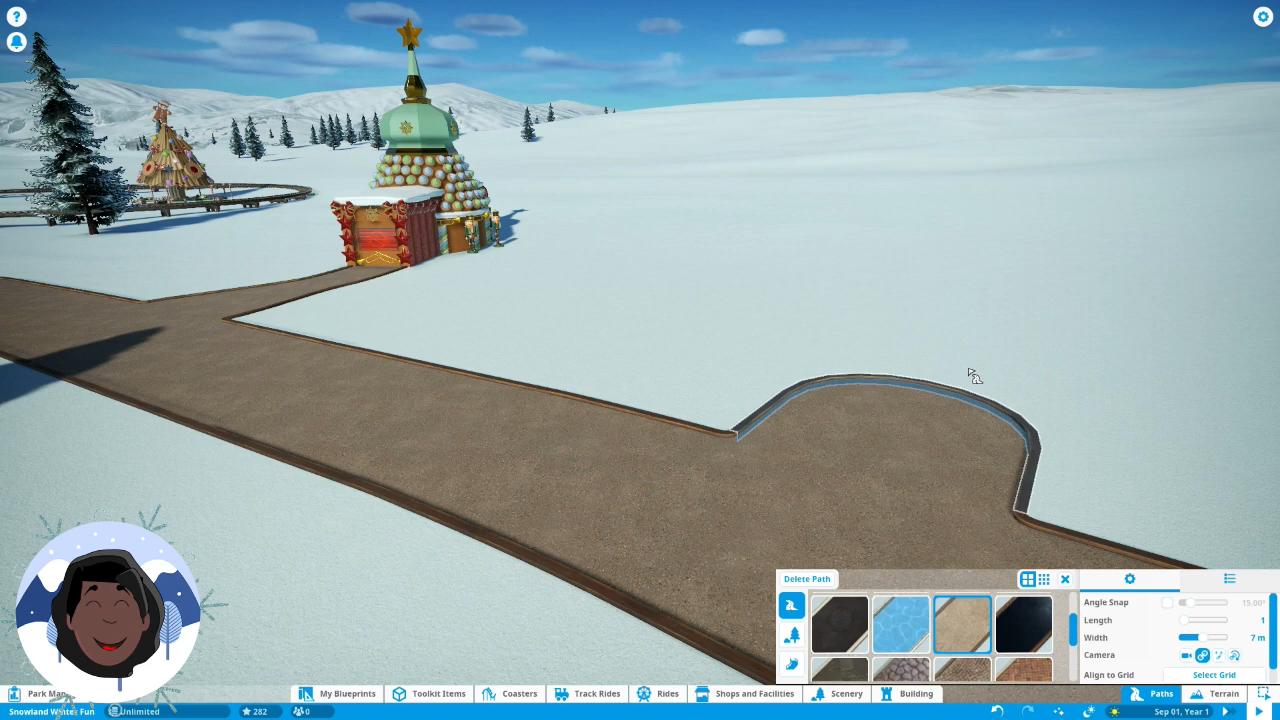 ?
Delete Path
Angle Snap 15.00°
Length 1
Width 7 m
Camera
Align to Grid Select Grid
Park Map
My Blueprints
Toolkit Items
Coasters
Track Rides
Rides
Shops and Facilities
Scenery
Building
Paths
Terrain
Snowland Winter Fun
Unlimited
282
0
Sep 01, Year 1